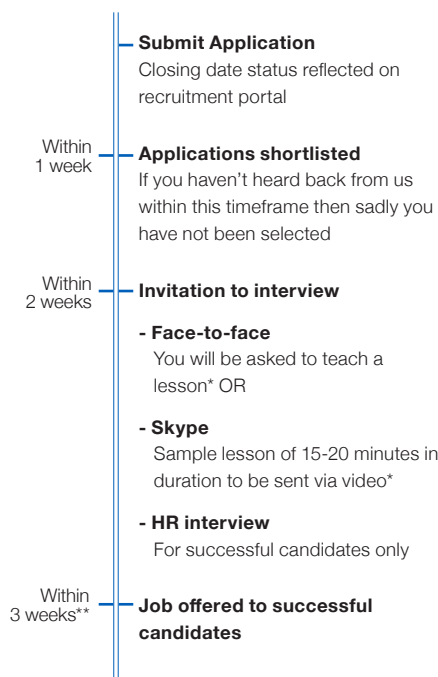 Submit Application
Closing date status reflected on
recruitment portal
Within
1 week
Applications shortlisted
If you haven’t heard back from us
within this timeframe then sadly you
have not been selected
Within
2 weeks
Invitation to interview
- Face-to-face
You will be asked to teach a
lesson* OR
- Skype
Sample lesson of 15-20 minutes in
duration to be sent via video*
- HR interview
For successful candidates only
Within
3 weeks**
Job offered to successful
candidates